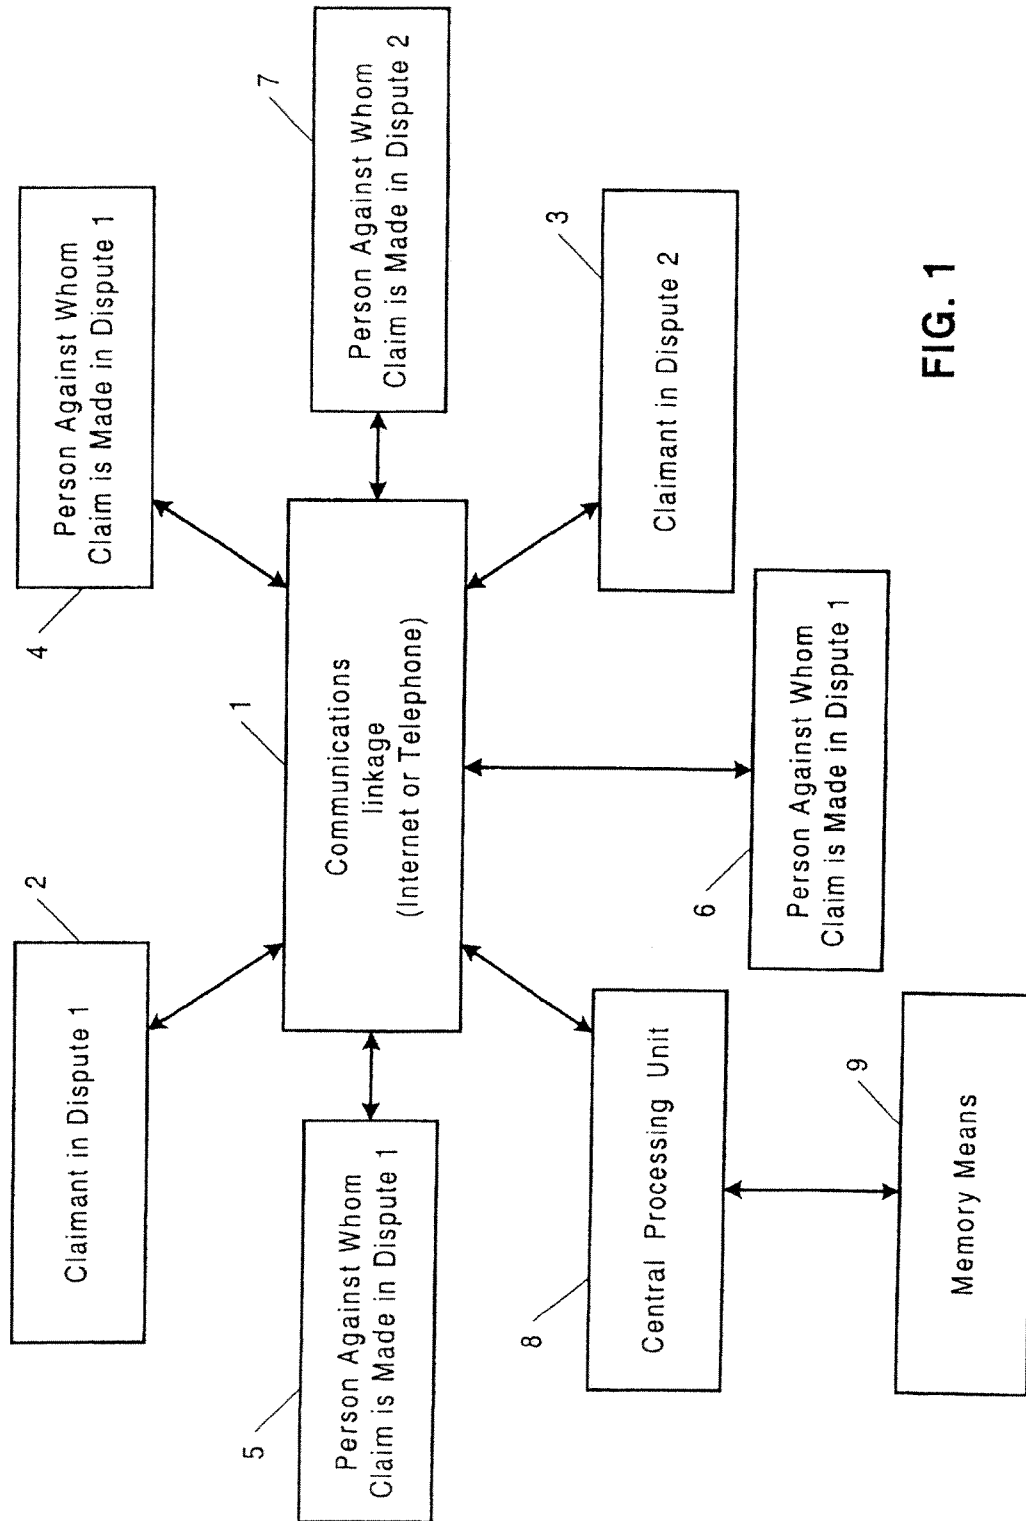 2
Claimant in Dispute 1
4
Person Against Whom
Claim is Made in Dispute 1
5
Person Against Whom
Claim is Made in Dispute 1
1
Communications
linkage
(Internet or Telephone)
7
Person Against Whom
Claim is Made in Dispute 2
8
Central Processing Unit
6
Person Against Whom
Claim is Made in Dispute 1
3
Claimant in Dispute 2
9
Memory Means
FIG. 1